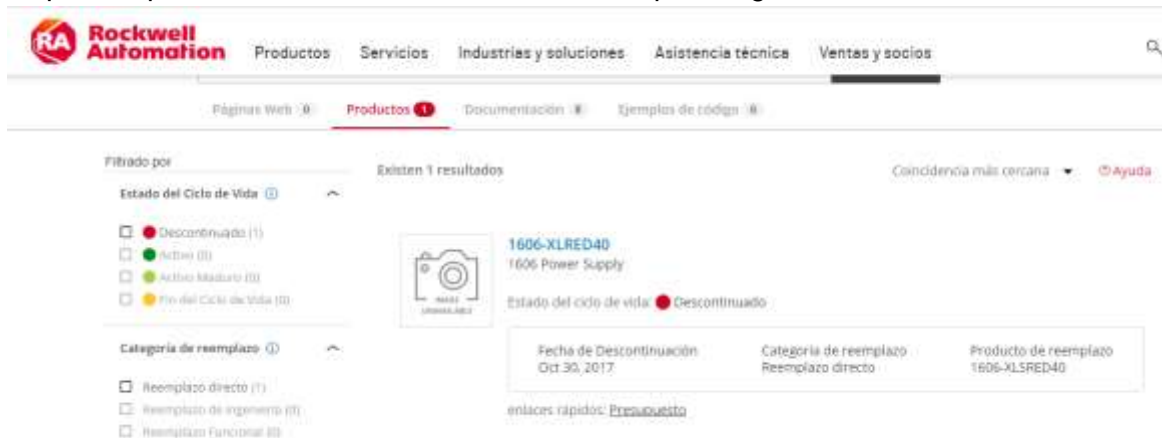 RA
Rockwell
Automation
Productos
Servicios
Industrias y soluciones
Asistencia técnica
Ventas y socios
Páginas Web 0
Productos 1
Documentación 8
Ejemplos de código 0
Filtrado por
Existen 1 resultados
Coincidencia más cercana
Ayuda
Estado del Ciclo de Vida
Descontinuado (1)
Activo (0)
Activo Maduro (0)
Fin del Ciclo de Vida (0)
IMAGE
UNAVAILABLE
1606-XLRED40
1606 Power Supply
Estado del ciclo de vida: Descontinuado
Categoría de reemplazo
Reemplazo directo (1)
Reemplazo de ingeniería (0)
Reemplazo Funcional (0)
Fecha de Descontinuación
Oct 30, 2017
Categoría de reemplazo
Reemplazo directo
Producto de reemplazo
1606-XLSRED40
enlaces rápidos: Presupuesto